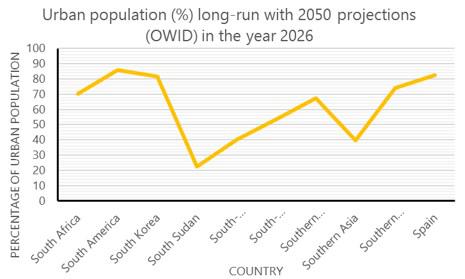 Urban population (%) long-run with 2050 projections
(OWID) in the year 2026
PERCENTAGE OF URBAN POPULATION
100
90
80
70
60
50
40
30
20
10
0
South Africa
South America
South Korea
South Sudan
South-...
South-...
Southern...
Southern Asia
Southern...
Spain
COUNTRY